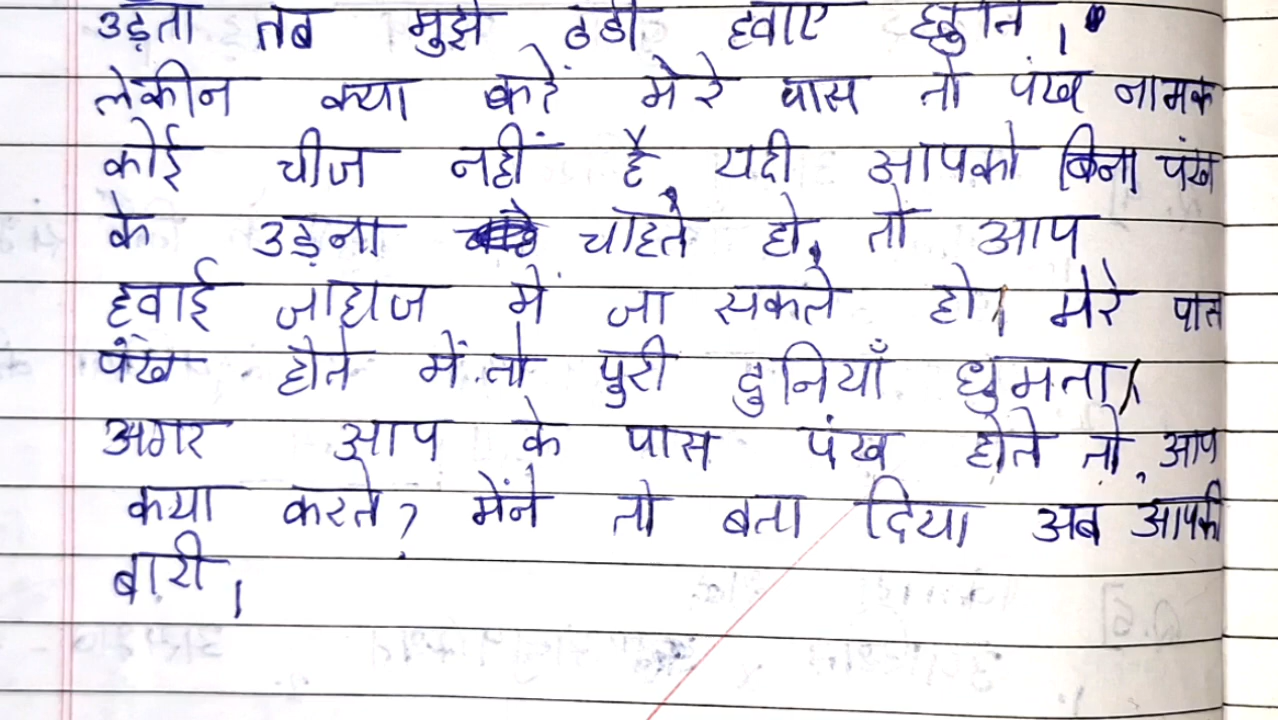 उड़ता तब मुझे ठंडी हवाएँ छुति।
लेकीन क्या करें मेरे पास तो पंख नामक
कोई चीज नहीं है, यदी आपको बिना पंख
के उड़ना चाहते हो, तो आप
हवाई जाहाज में जा सकते हो। मेरे पास
पंख होते में तो पुरी दुनियाँ घुमता।
अगर आप के पास पंख होते तो, आप
क्या करते? मेंने तो बता दिया अब आपकी
बारी।